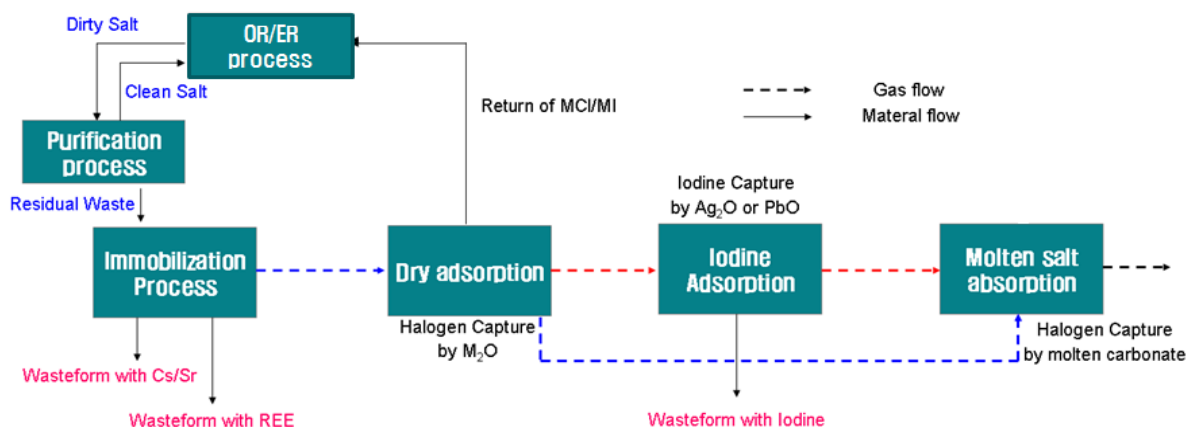 Dirty Salt
OR/ER
process
Clean Salt
Return of MCl/MI
Gas flow
Materal flow
Purification
process
Residual Waste
Iodine Capture
by Ag₂O or PbO
Immobilization
Process
Dry adsorption
Iodine
Adsorption
Molten salt
absorption
Halogen Capture
by M₂O
Halogen Capture
by molten carbonate
Wasteform with Cs/Sr
Wasteform with REE
Wasteform with Iodine